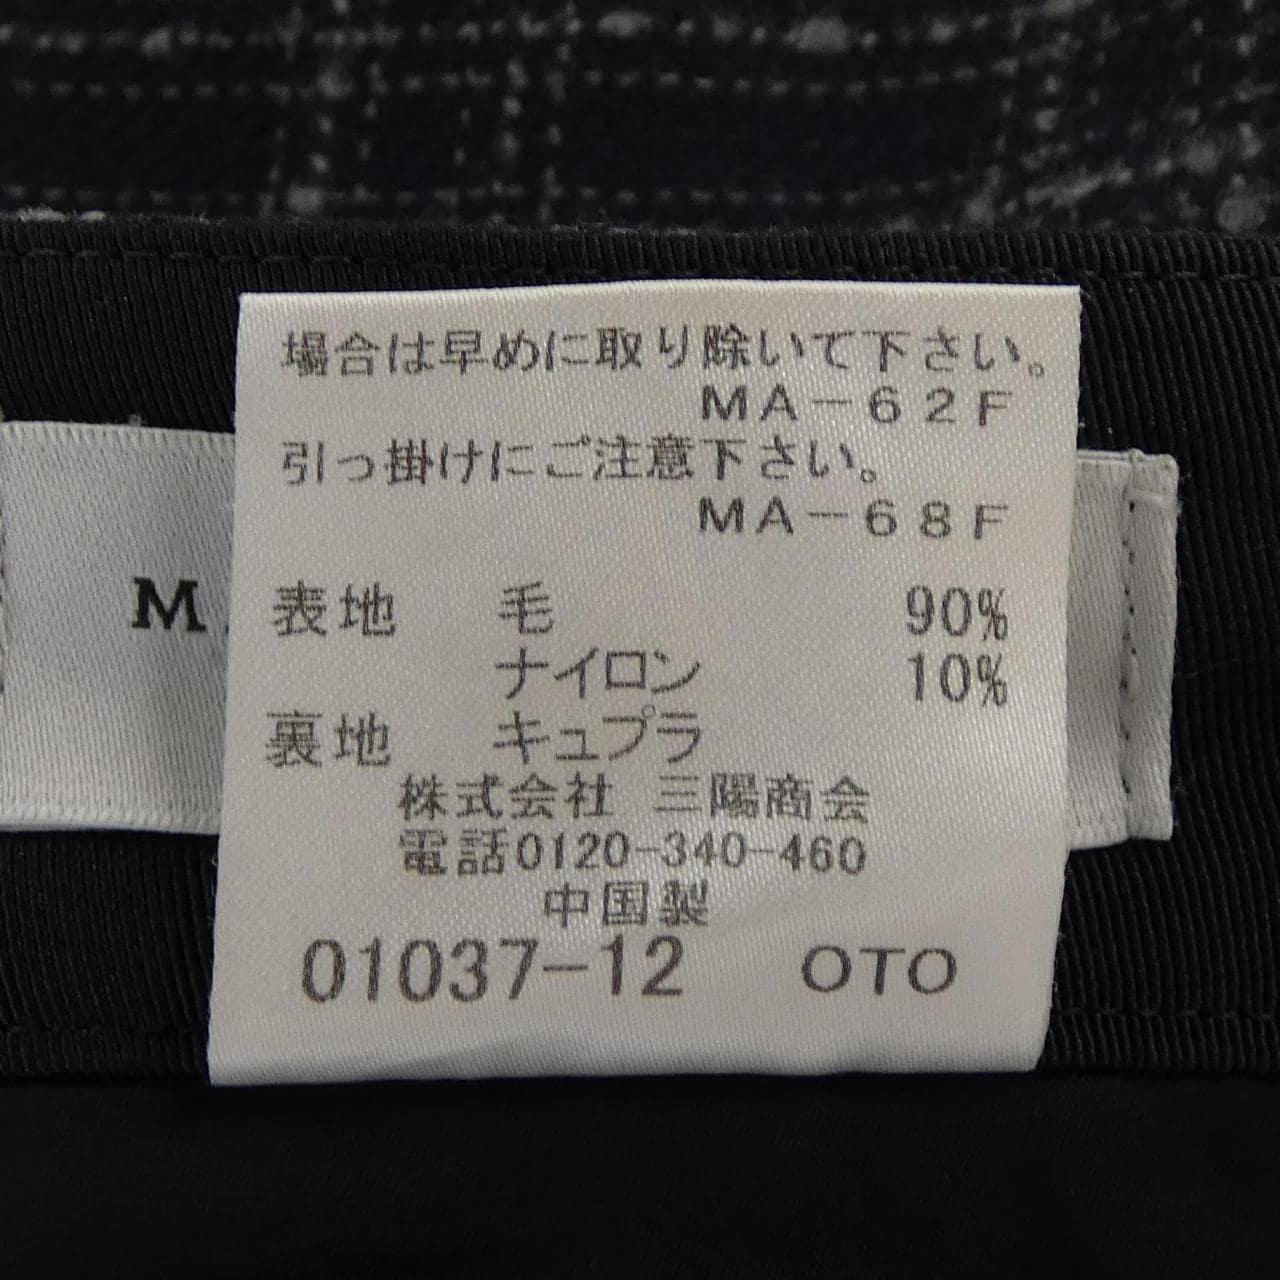 場合は早めに取り除いて下さい。
MA－62F
引っ掛けにご注意下さい。
MA－68F
M
表地 毛 90%
ナイロン 10%
裏地 キュプラ
株式会社 三陽商会
電話0120-340-460
中国製
01037-12 OTO